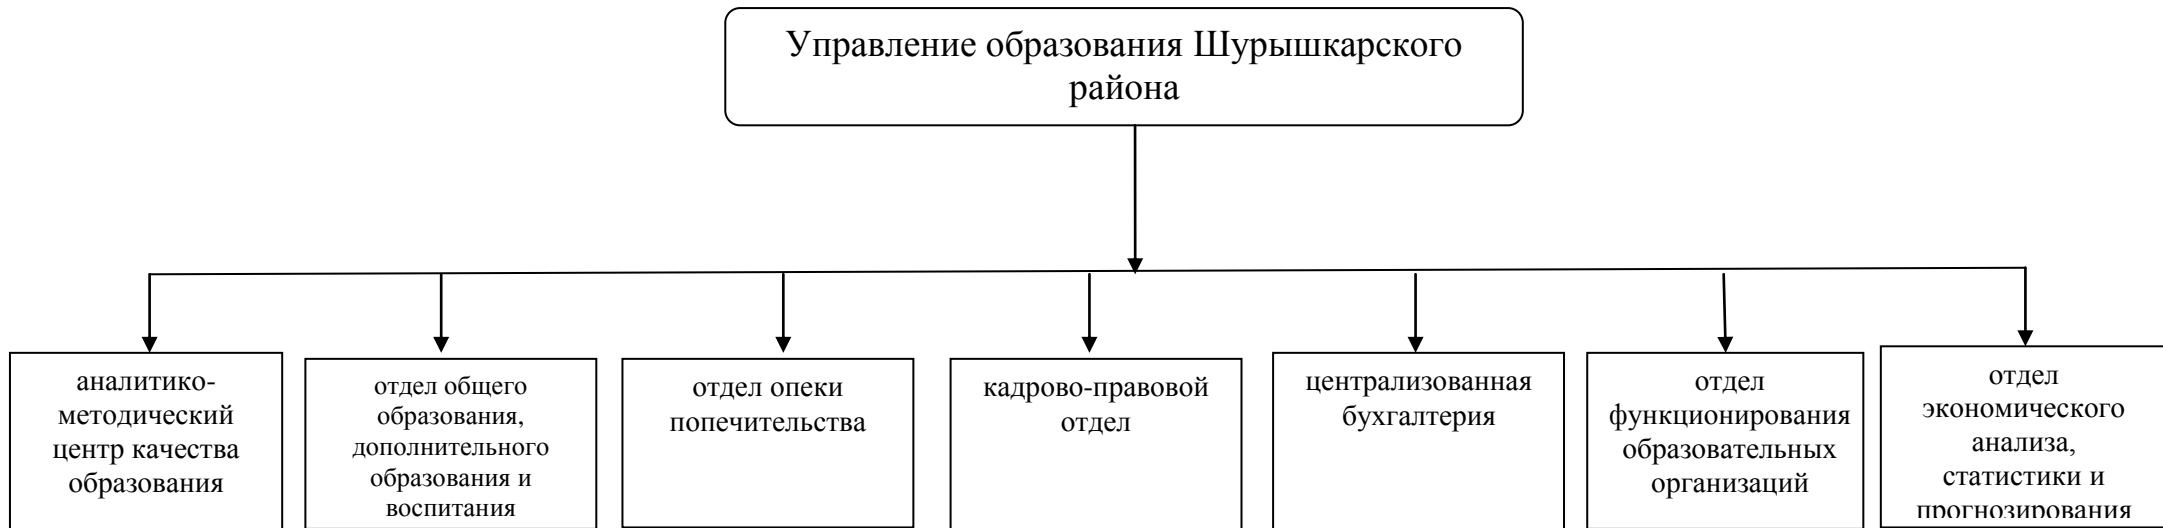 Управление образования Шурышкарского
района
аналитико-
методический
центр качества
образования
отдел общего
образования,
дополнительного
образования и
воспитания
отдел опеки
попечительства
кадрово-правовой
отдел
централизованная
бухгалтерия
отдел
функционирования
образовательных
организаций
отдел
экономического
анализа,
статистики и
прогнозирования